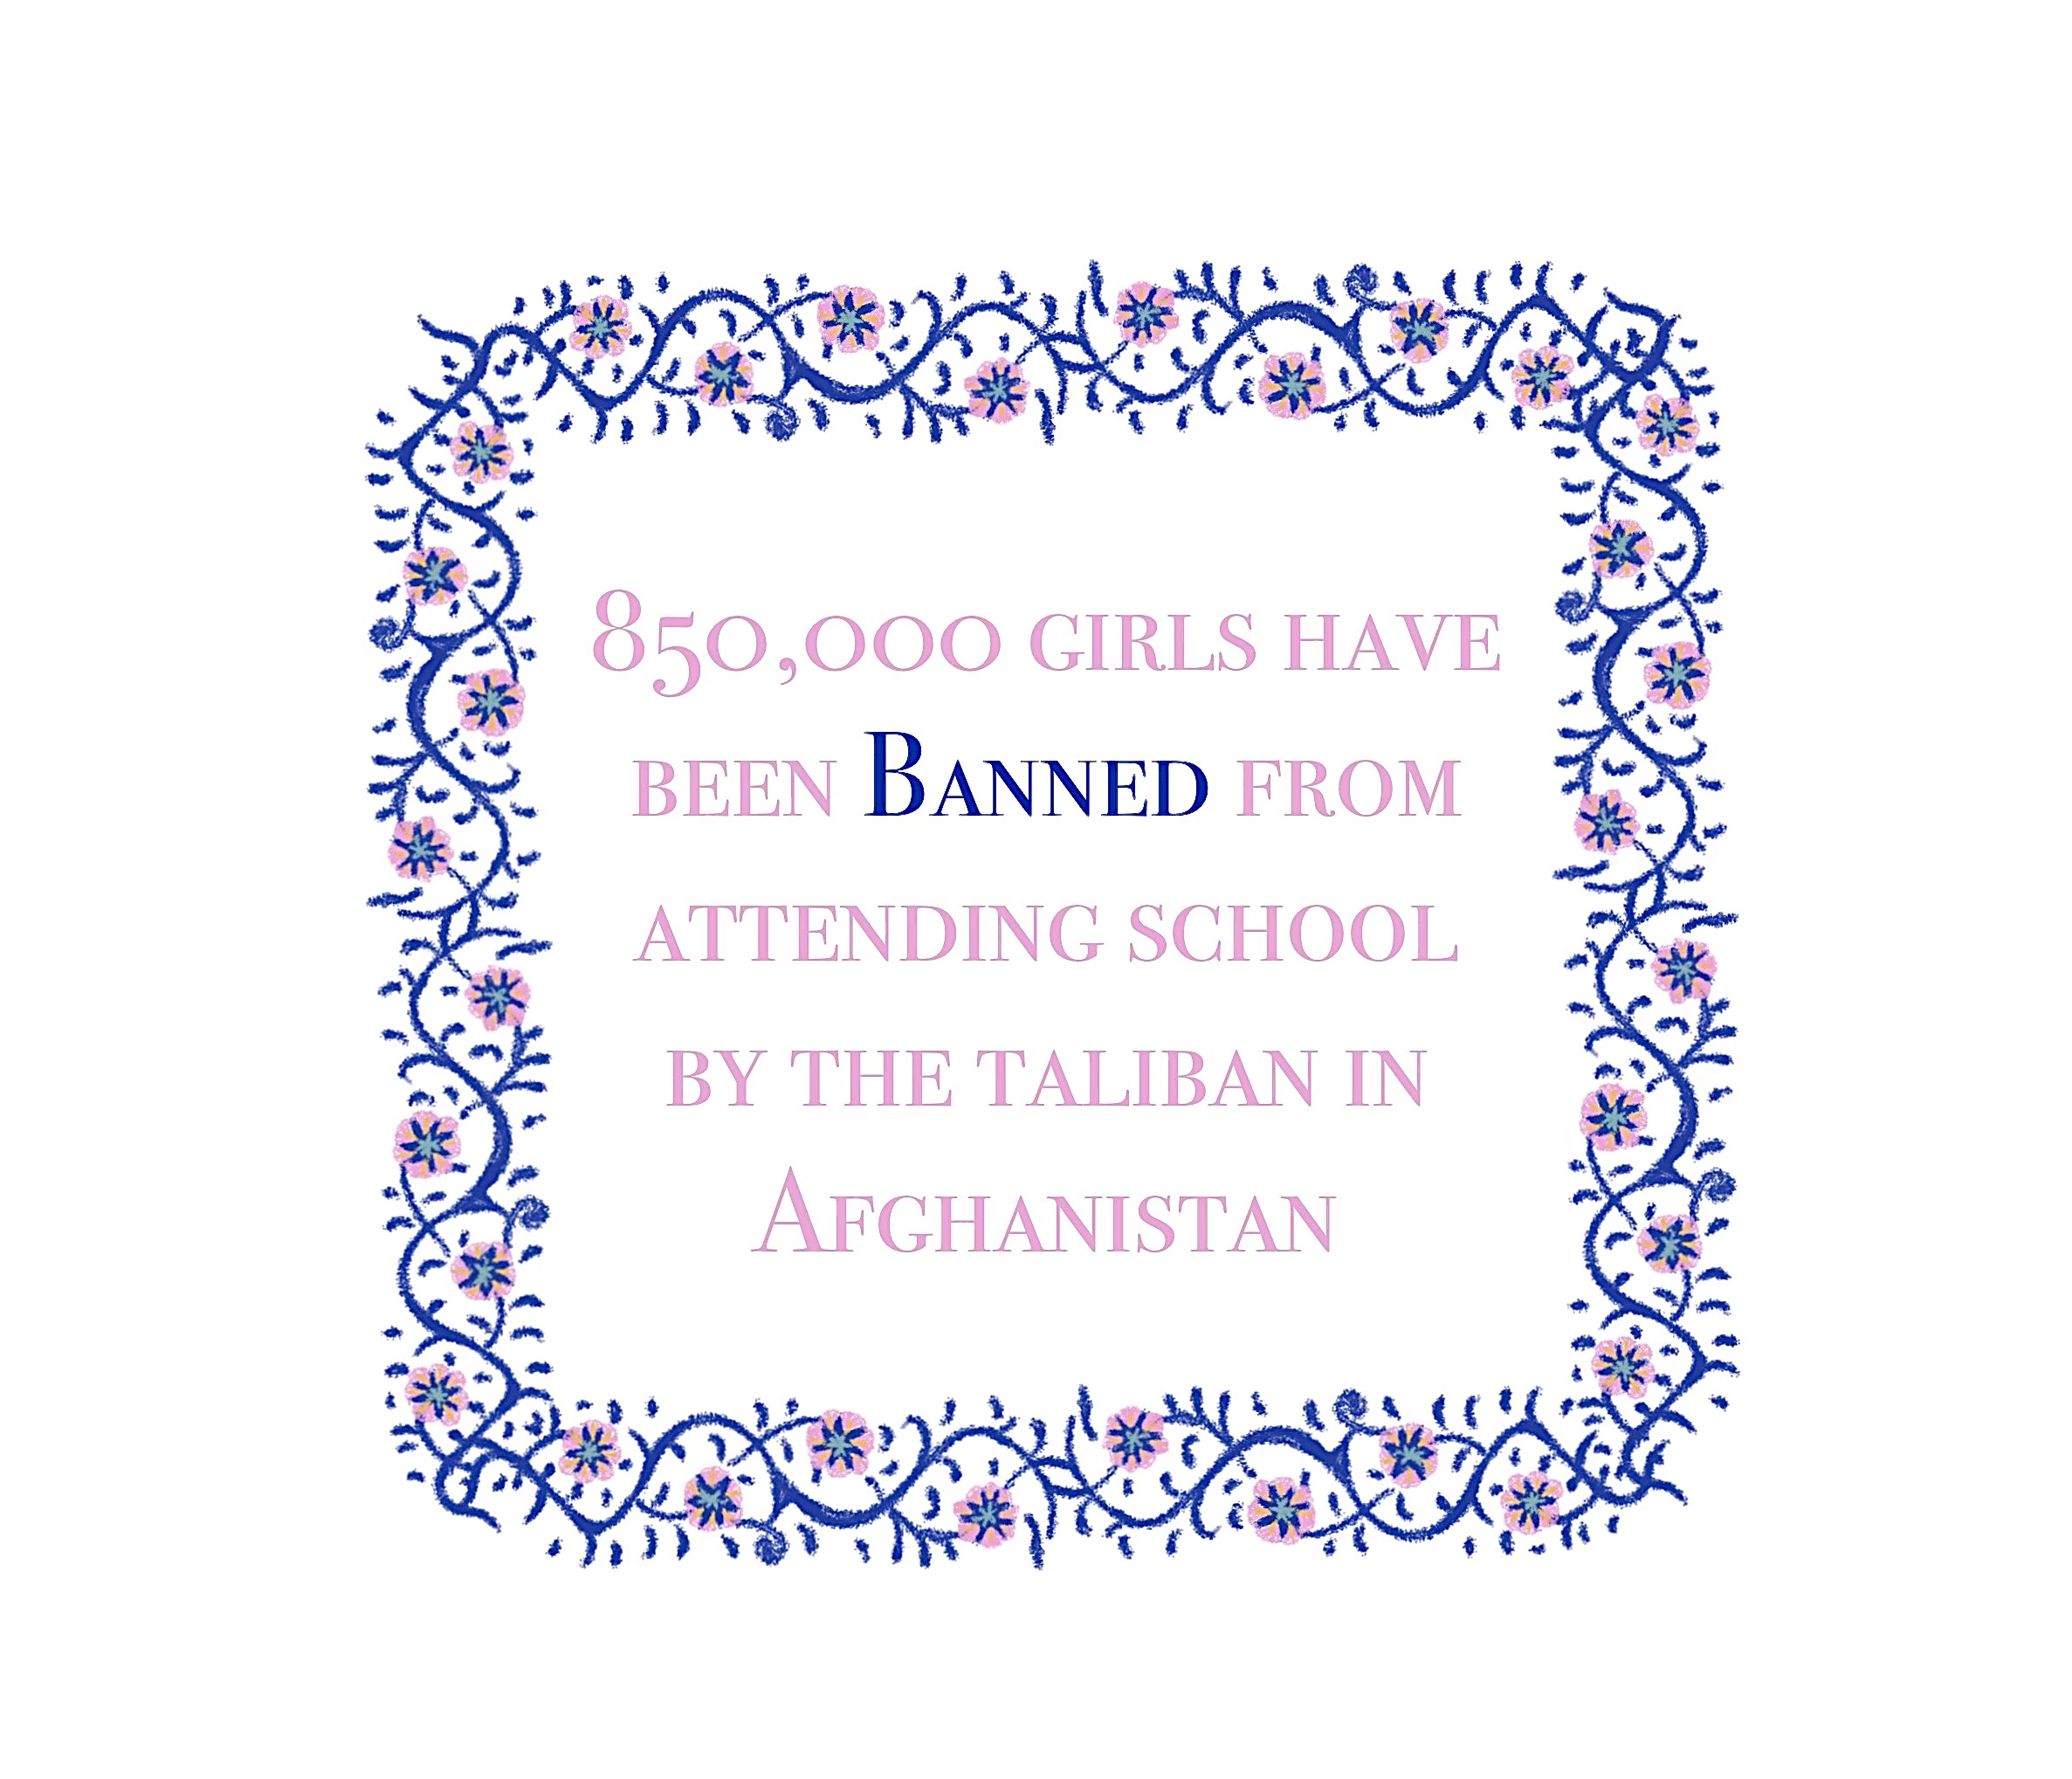 850,000 girls have
been Banned from
attending school
by the taliban in
Afghanistan